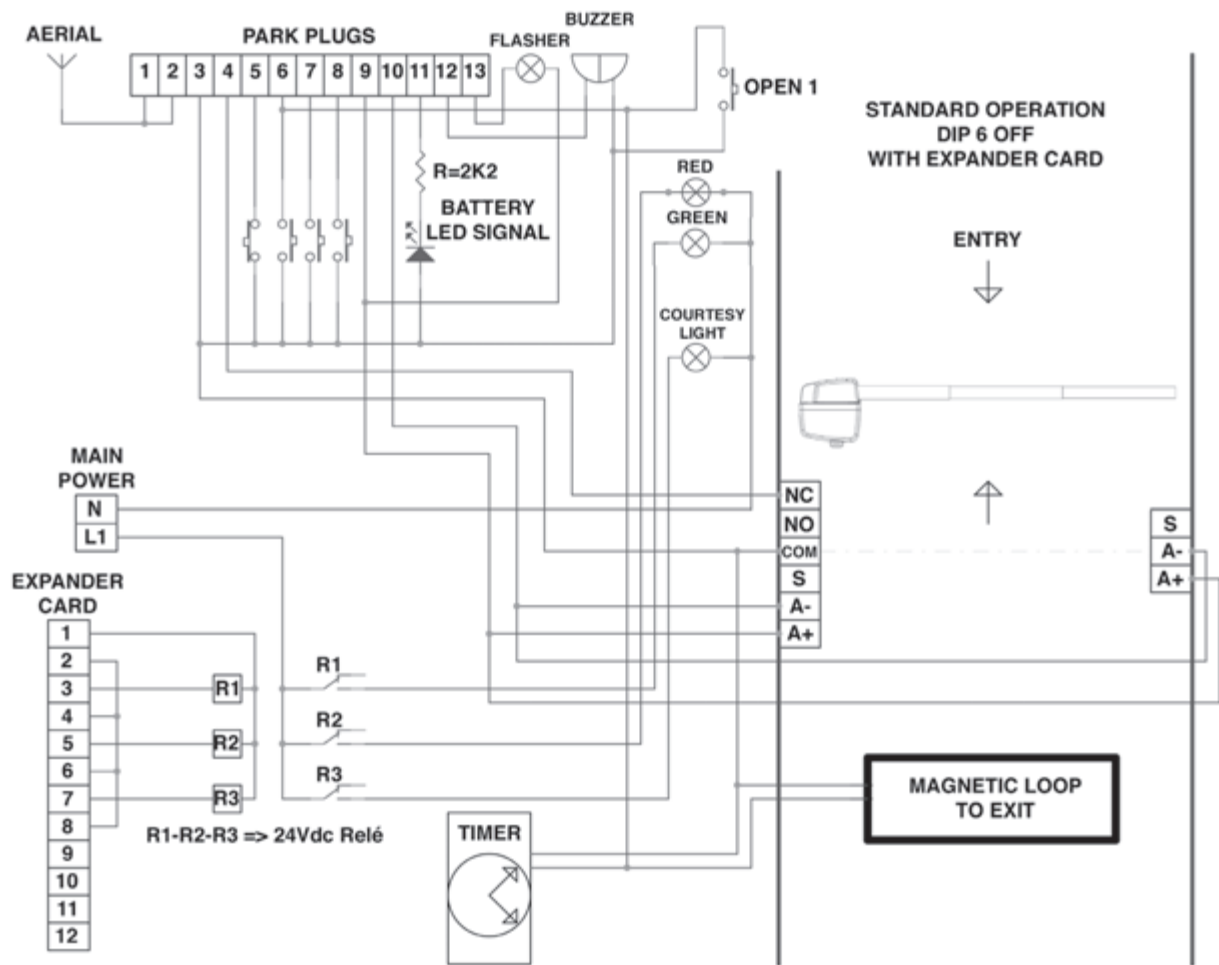 AERIAL
PARK PLUGS
1 2 3 4 5 6 7 8 9 10 11 12 13
FLASHER
BUZZER
OPEN 1
R=2K2
BATTERY
LED SIGNAL
RED
GREEN
COURTESY
LIGHT
STANDARD OPERATION
DIP 6 OFF
WITH EXPANDER CARD
ENTRY
MAIN
POWER
N
L1
NC
NO
COM
S
A-
A+
S
A-
A+
EXPANDER
CARD
1
2
3
4
5
6
7
8
9
10
11
12
R1
R2
R3
R1
R2
R3
R1-R2-R3 => 24Vdc Relé
TIMER
MAGNETIC LOOP
TO EXIT